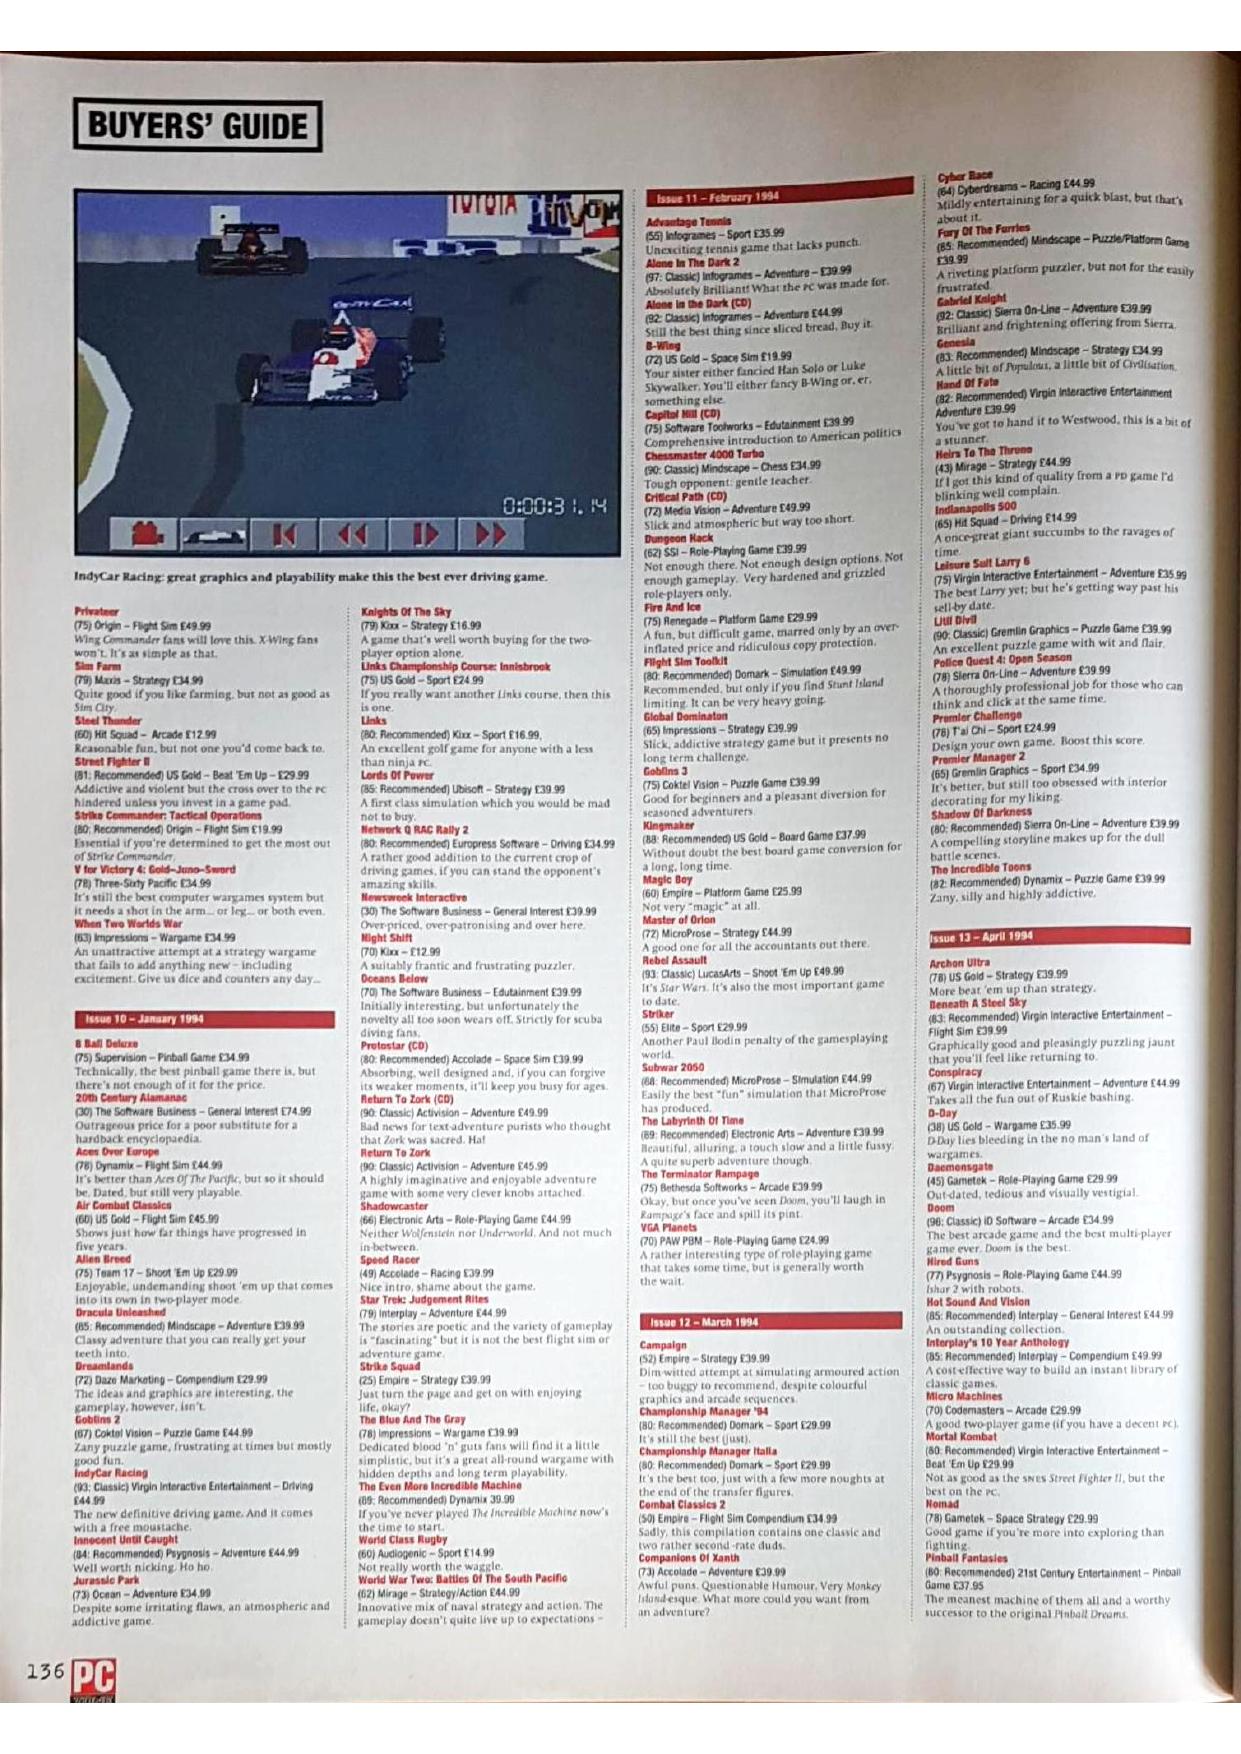 BUYERS' GUIDE
TOYOTA
0:00:31.14
IndyCar Racing: great graphics and playability make this the best ever driving game.
Privateer
(75) Origin – Flight Sim £49.99
Wing Commander fans will love this. X-Wing fans
won't. It's as simple as that.
Sim Farm
(79) Maxis – Strategy £34.99
Quite good if you like farming, but not as good as
Sim City.
Steel Thunder
(60) Hit Squad – Arcade £12.99
Reasonable fun, but not one you'd come back to.
Street Fighter II
(81: Recommended) US Gold – Beat 'Em Up – £29.99
Addictive and violent but the cross over to the PC
hindered unless you invest in a game pad.
Strike Commander: Tactical Operations
(80: Recommended) Origin – Flight Sim £19.99
Essential if you're determined to get the most out
of Strike Commander.
V for Victory 4: Gold-Juno-Sword
(78) Three-Sixty Pacific £34.99
It's still the best computer wargames system but
it needs a shot in the arm... or leg... or both even.
When Two Worlds War
(63) Impressions – Wargame £34.99
An unattractive attempt at a strategy wargame
that fails to add anything new – including
excitement. Give us dice and counters any day...
Issue 10 – January 1994
8 Ball Deluxe
(75) Supervision – Pinball Game £34.99
Technically, the best pinball game there is, but
there's not enough of it for the price.
20th Century Alamanac
(30) The Software Business – General Interest £74.99
Outrageous price for a poor substitute for a
hardback encyclopaedia.
Aces Over Europe
(78) Dynamix – Flight Sim £44.99
It's better than Aces Of The Pacific, but so it should
be. Dated, but still very playable.
Air Combat Classics
(60) US Gold – Flight Sim £45.99
Shows just how far things have progressed in
five years.
Alien Breed
(75) Team 17 – Shoot 'Em Up £29.99
Enjoyable, undemanding shoot 'em up that comes
into its own in two-player mode.
Dracula Unleashed
(85: Recommended) Mindscape – Adventure £39.99
Classy adventure that you can really get your
teeth into.
Dreamlands
(72) Daze Marketing – Compendium £29.99
The ideas and graphics are interesting, the
gameplay, however, isn't.
Goblins 2
(67) Coktel Vision – Puzzle Game £44.99
Zany puzzle game, frustrating at times but mostly
good fun.
IndyCar Racing
(93: Classic) Virgin Interactive Entertainment – Driving
£44.99
The new definitive driving game. And it comes
with a free moustache.
Innocent Until Caught
(84: Recommended) Psygnosis – Adventure £44.99
Well worth nicking. Ho ho.
Jurassic Park
(73) Ocean – Adventure £34.99
Despite some irritating flaws, an atmospheric and
addictive game.
Knights Of The Sky
(79) Kixx – Strategy £16.99
A game that's well worth buying for the two-
player option alone.
Links Championship Course: Innisbrook
(75) US Gold – Sport £24.99
If you really want another Links course, then this
is one.
Links
(80: Recommended) Kixx – Sport £16.99,
An excellent golf game for anyone with a less
than ninja PC.
Lords Of Power
(85: Recommended) Ubisoft – Strategy £39.99
A first class simulation which you would be mad
not to buy.
Network Q RAC Rally 2
(80: Recommended) Europress Software – Driving £34.99
A rather good addition to the current crop of
driving games, if you can stand the opponent's
amazing skills.
Newsweek Interactive
(30) The Software Business – General Interest £39.99
Over-priced, over-patronising and over here.
Night Shift
(70) Kixx – £12.99
A suitably frantic and frustrating puzzler.
Oceans Below
(70) The Software Business – Edutainment £39.99
Initially interesting, but unfortunately the
novelty all too soon wears off. Strictly for scuba
diving fans.
Protostar (CD)
(80: Recommended) Accolade – Space Sim £39.99
Absorbing, well designed and, if you can forgive
its weaker moments, it'll keep you busy for ages.
Return To Zork (CD)
(90: Classic) Activision – Adventure £49.99
Bad news for text-adventure purists who thought
that Zork was sacred. Ha!
Return To Zork
(90: Classic) Activision – Adventure £45.99
A highly imaginative and enjoyable adventure
game with some very clever knobs attached.
Shadowcaster
(66) Electronic Arts – Role-Playing Game £44.99
Neither Wolfenstein nor Underworld. And not much
in-between.
Speed Racer
(49) Accolade – Racing £39.99
Nice intro, shame about the game.
Star Trek: Judgement Rites
(79) Interplay – Adventure £44.99
The stories are poetic and the variety of gameplay
is "fascinating" but it is not the best flight sim or
adventure game.
Strike Squad
(25) Empire – Strategy £39.99
Just turn the page and get on with enjoying
life, okay?
The Blue And The Gray
(78) Impressions – Wargame £39.99
Dedicated blood 'n' guts fans will find it a little
simplistic, but it's a great all-round wargame with
hidden depths and long term playability.
The Even More Incredible Machine
(89: Recommended) Dynamix 39.99
If you've never played The Incredible Machine now's
the time to start.
World Class Rugby
(60) Audiogenic – Sport £14.99
Not really worth the waggle.
World War Two: Battles Of The South Pacific
(62) Mirage – Strategy/Action £44.99
Innovative mix of naval strategy and action. The
gameplay doesn't quite live up to expectations –
Issue 11 – February 1994
Advantage Tennis
(55) Infogrames – Sport £35.99
Unexciting tennis game that lacks punch.
Alone In The Dark 2
(97: Classic) Infogrames – Adventure – £39.99
Absolutely Brilliant! What the PC was made for.
Alone in the Dark (CD)
(92: Classic) Infogrames – Adventure £44.99
Still the best thing since sliced bread. Buy it.
B-Wing
(72) US Gold – Space Sim £19.99
Your sister either fancied Han Solo or Luke
Skywalker. You'll either fancy B-Wing or, er,
something else.
Capitol Hill (CD)
(75) Software Toolworks – Edutainment £39.99
Comprehensive introduction to American politics
Chessmaster 4000 Turbo
(90: Classic) Mindscape – Chess £34.99
Tough opponent: gentle teacher.
Critical Path (CD)
(72) Media Vision – Adventure £49.99
Slick and atmospheric but way too short.
Dungeon Hack
(62) SSI – Role-Playing Game £39.99
Not enough there. Not enough design options. Not
enough gameplay. Very hardened and grizzled
role-players only.
Fire And Ice
(75) Renegade – Platform Game £29.99
A fun, but difficult game, marred only by an over-
inflated price and ridiculous copy protection.
Flight Sim Toolkit
(80: Recommended) Domark – Simulation £49.99
Recommended, but only if you find Stunt Island
limiting. It can be very heavy going.
Global Domination
(65) Impressions – Strategy £39.99
Slick, addictive strategy game but it presents no
long term challenge.
Goblins 3
(75) Coktel Vision – Puzzle Game £39.99
Good for beginners and a pleasant diversion for
seasoned adventurers.
Kingmaker
(88: Recommended) US Gold – Board Game £37.99
Without doubt the best board game conversion for
a long, long time.
Magic Boy
(60) Empire – Platform Game £25.99
Not very "magic" at all.
Master of Orion
(72) MicroProse – Strategy £44.99
A good one for all the accountants out there.
Rebel Assault
(93: Classic) LucasArts – Shoot 'Em Up £49.99
It's Star Wars. It's also the most important game
to date.
Striker
(55) Elite – Sport £29.99
Another Paul Bodin penalty of the gamesplaying
world.
Subwar 2050
(88: Recommended) MicroProse – Simulation £44.99
Easily the best "fun" simulation that MicroProse
has produced.
The Labyrinth Of Time
(89: Recommended) Electronic Arts – Adventure £39.99
Beautiful, alluring, a touch slow and a little fussy.
A quite superb adventure though.
The Terminator Rampage
(75) Bethesda Softworks – Arcade £39.99
Okay, but once you've seen Doom, you'll laugh in
Rampage's face and spill its pint.
VGA Planets
(70) PAW PBM – Role-Playing Game £24.99
A rather interesting type of role-playing game
that takes some time, but is generally worth
the wait.
Issue 12 – March 1994
Campaign
(52) Empire – Strategy £39.99
Dim-witted attempt at simulating armoured action
– too buggy to recommend, despite colourful
graphics and arcade sequences.
Championship Manager '94
(80: Recommended) Domark – Sport £29.99
It's still the best (just).
Championship Manager Italia
(80: Recommended) Domark – Sport £29.99
It's the best too, just with a few more noughts at
the end of the transfer figures.
Combat Classics 2
(50) Empire – Flight Sim Compendium £34.99
Sadly, this compilation contains one classic and
two rather second-rate duds.
Companions Of Xanth
(73) Accolade – Adventure £39.99
Awful puns. Questionable Humour. Very Monkey
Island-esque. What more could you want from
an adventure?
Cyber Race
(64) Cyberdreams – Racing £44.99
Mildly entertaining for a quick blast, but that's
about it.
Fury Of The Furries
(85: Recommended) Mindscape – Puzzle/Platform Game
£39.99
A riveting platform puzzler, but not for the easily
frustrated.
Gabriel Knight
(92: Classic) Sierra On-Line – Adventure £39.99
Brilliant and frightening offering from Sierra.
Genesia
(83: Recommended) Mindscape – Strategy £34.99
A little bit of Populous, a little bit of Civilisation.
Hand Of Fate
(82: Recommended) Virgin Interactive Entertainment
Adventure £39.99
You've got to hand it to Westwood, this is a bit of
a stunner.
Heirs To The Throne
(43) Mirage – Strategy £44.99
If I got this kind of quality from a PD game I'd
blinking well complain.
Indianapolis 500
(65) Hit Squad – Driving £14.99
A once-great giant succumbs to the ravages of
time.
Leisure Suit Larry 6
(75) Virgin Interactive Entertainment – Adventure £35.99
The best Larry yet; but he's getting way past his
sell-by date.
Litil Divil
(90: Classic) Gremlin Graphics – Puzzle Game £39.99
An excellent puzzle game with wit and flair.
Police Quest 4: Open Season
(78) Sierra On-Line – Adventure £39.99
A thoroughly professional job for those who can
think and click at the same time.
Premier Challenge
(78) T'ai Chi – Sport £24.99
Design your own game. Boost this score.
Premier Manager 2
(65) Gremlin Graphics – Sport £34.99
It's better, but still too obsessed with interior
decorating for my liking.
Shadow Of Darkness
(80: Recommended) Sierra On-Line – Adventure £39.99
A compelling storyline makes up for the dull
battle scenes.
The Incredible Toons
(82: Recommended) Dynamix – Puzzle Game £39.99
Zany, silly and highly addictive.
Issue 13 – April 1994
Archon Ultra
(78) US Gold – Strategy £39.99
More beat 'em up than strategy.
Beneath A Steel Sky
(83: Recommended) Virgin Interactive Entertainment –
Flight Sim £39.99
Graphically good and pleasingly puzzling jaunt
that you'll feel like returning to.
Conspiracy
(67) Virgin Interactive Entertainment – Adventure £44.99
Takes all the fun out of Ruskie bashing.
D-Day
(38) US Gold – Wargame £35.99
D-Day lies bleeding in the no man's land of
wargames.
Daemonsgate
(45) Gametek – Role-Playing Game £29.99
Out-dated, tedious and visually vestigial.
Doom
(96: Classic) ID Software – Arcade £34.99
The best arcade game and the best multi-player
game ever. Doom is the best.
Hired Guns
(77) Psygnosis – Role-Playing Game £44.99
Ishar 2 with robots.
Hot Sound And Vision
(85: Recommended) Interplay – General Interest £44.99
An outstanding collection.
Interplay's 10 Year Anthology
(85: Recommended) Interplay – Compendium £49.99
A cost-effective way to build an instant library of
classic games.
Micro Machines
(70) Codemasters – Arcade £29.99
A good two-player game (if you have a decent PC).
Mortal Kombat
(80: Recommended) Virgin Interactive Entertainment –
Beat 'Em Up £29.99
Not as good as the SNES Street Fighter II, but the
best on the PC.
Nomad
(78) Gametek – Space Strategy £29.99
Good game if you're more into exploring than
fighting.
Pinball Fantasies
(80: Recommended) 21st Century Entertainment – Pinball
Game £37.95
The meanest machine of them all and a worthy
successor to the original Pinball Dreams.
136 PC